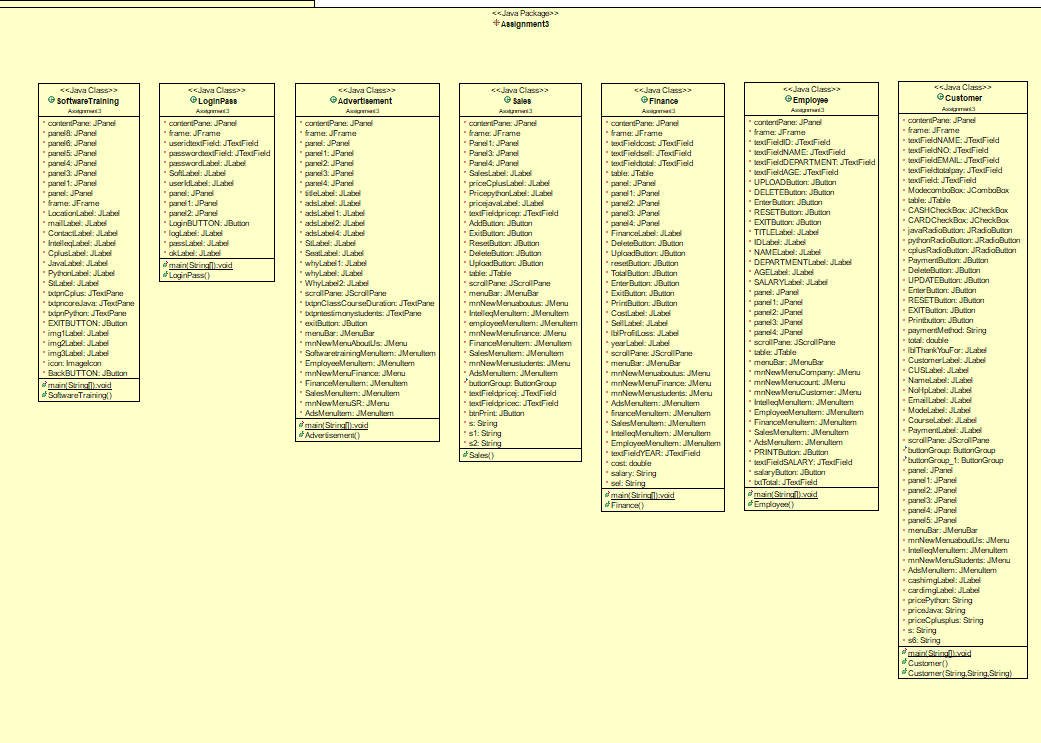 <<Java Package>>
Assignment3
<<Java Class>>
SoftwareTraining
Assignment3
contentPane: JPanel
panel8: JPanel
panel6: JPanel
panel5: JPanel
panel4: JPanel
panel3: JPanel
panel1: JPanel
panel: JPanel
frame: JFrame
LocationLabel: JLabel
mailLabel: JLabel
ContactLabel: JLabel
IntelleqLabel: JLabel
CplusLabel: JLabel
JavaLabel: JLabel
PythonLabel: JLabel
StLabel: JLabel
txtpnCplus: JTextPane
txtpncoreJava: JTextPane
txtpnPython: JTextPane
EXITBUTTON: JButton
img1Label: JLabel
img2Label: JLabel
img3Label: JLabel
icon: ImageIcon
BackBUTTON: JButton
main(String[]):void
SoftwareTraining()
<<Java Class>>
LoginPass
Assignment3
contentPane: JPanel
frame: JFrame
useridtextField: JTextField
passwordtextField: JTextField
passwordLabel: JLabel
SoftLabel: JLabel
userIdLabel: JLabel
panel: JPanel
panel1: JPanel
panel2: JPanel
LoginBUTTON: JButton
logLabel: JLabel
passLabel: JLabel
okLabel: JLabel
main(String[]):void
LoginPass()
<<Java Class>>
Advertisement
Assignment3
contentPane: JPanel
frame: JFrame
panel: JPanel
panel1: JPanel
panel2: JPanel
panel3: JPanel
panel4: JPanel
titleLabel: JLabel
adsLabel: JLabel
adsLabel1: JLabel
adsLabel2: JLabel
adsLabel4: JLabel
StLabel: JLabel
SeatLabel: JLabel
whyLabel1: JLabel
whyLabel: JLabel
WhyLabel2: JLabel
scrollPane: JScrollPane
txtpnClassCourseDuration: JTextPane
txtpntestimonystudents: JTextPane
exitButton: JButton
menuBar: JMenuBar
mnNewMenuAboutUs: JMenu
SoftwaretrainingMenuItem: JMenuItem
EmployeeMenuItem: JMenuItem
mnNewMenuFinance: JMenu
FinanceMenuItem: JMenuItem
SalesMenuItem: JMenuItem
mnNewMenuSR: JMenu
AdsMenuItem: JMenuItem
main(String[]):void
Advertisement()
<<Java Class>>
Sales
Assignment3
contentPane: JPanel
frame: JFrame
Panel1: JPanel
Panel3: JPanel
Panel4: JPanel
SalesLabel: JLabel
priceCplusLabel: JLabel
PricepythonLabel: JLabel
pricejavaLabel: JLabel
textFieldpricep: JTextField
AddButton: JButton
ExitButton: JButton
ResetButton: JButton
DeleteButton: JButton
UploadButton: JButton
table: JTable
scrollPane: JScrollPane
menuBar: JMenuBar
mnNewMenuaboutus: JMenu
IntelleqMenuItem: JMenuItem
employeeMenuItem: JMenuItem
mnNewMenufinance: JMenu
FinanceMenuItem: JMenuItem
SalesMenuItem: JMenuItem
mnNewMenustudents: JMenu
AdsMenuItem: JMenuItem
buttonGroup: ButtonGroup
textFieldpricej: JTextField
textFieldpricec: JTextField
btnPrint: JButton
s: String
s1: String
s2: String
Sales()
<<Java Class>>
Finance
Assignment3
contentPane: JPanel
frame: JFrame
textFieldcost: JTextField
textFieldsell: JTextField
textFieldtotal: JTextField
table: JTable
panel: JPanel
panel1: JPanel
panel2: JPanel
panel3: JPanel
panel4: JPanel
FinanceLabel: JLabel
DeleteButton: JButton
UploadButton: JButton
resetButton: JButton
TotalButton: JButton
EnterButton: JButton
ExitButton: JButton
PrintButton: JButton
CostLabel: JLabel
SellLabel: JLabel
lblProfitLoss: JLabel
yearLabel: JLabel
scrollPane: JScrollPane
menuBar: JMenuBar
mnNewMenuaboutus: JMenu
mnNewMenuFinance: JMenu
mnNewMenustudents: JMenu
AdsMenuItem: JMenuItem
financeMenuItem: JMenuItem
SalesMenuItem: JMenuItem
IntelleqMenuItem: JMenuItem
EmployeeMenuItem: JMenuItem
textFieldYEAR: JTextField
cost: double
salary: String
sel: String
main(String[]):void
Finance()
<<Java Class>>
Employee
Assignment3
contentPane: JPanel
frame: JFrame
textFieldID: JTextField
textFieldNAME: JTextField
textFieldDEPARTMENT: JTextField
textFieldAGE: JTextField
UPLOADButton: JButton
DELETEButton: JButton
EnterButton: JButton
RESETButton: JButton
EXITButton: JButton
TITLELabel: JLabel
IDLabel: JLabel
NAMELabel: JLabel
DEPARTMENTLabel: JLabel
AGELabel: JLabel
SALARYLabel: JLabel
panel: JPanel
panel1: JPanel
panel2: JPanel
panel3: JPanel
panel4: JPanel
scrollPane: JScrollPane
table: JTable
menuBar: JMenuBar
mnNewMenuCompany: JMenu
mnNewMenucount: JMenu
mnNewMenuCustomer: JMenu
IntelleqMenuItem: JMenuItem
EmployeeMenuItem: JMenuItem
FinanceMenuItem: JMenuItem
SalesMenuItem: JMenuItem
AdsMenuItem: JMenuItem
PRINTButton: JButton
textFieldSALARY: JTextField
salaryButton: JButton
txtTotal: JTextField
main(String[]):void
Employee()
<<Java Class>>
Customer
Assignment3
contentPane: JPanel
frame: JFrame
textFieldNAME: JTextField
textFieldNO: JTextField
textFieldEMAIL: JTextField
textFieldtotalpay: JTextField
textField: JTextField
ModecomboBox: JComboBox
table: JTable
CASHCheckBox: JCheckBox
CARDCheckBox: JCheckBox
javaRadioButton: JRadioButton
pythonRadioButton: JRadioButton
cplusRadioButton: JRadioButton
PaymentButton: JButton
DeleteButton: JButton
UPDATEButton: JButton
EnterButton: JButton
RESETButton: JButton
EXITButton: JButton
Printbutton: JButton
paymentMethod: String
total: double
lblThankYouFor: JLabel
CustomerLabel: JLabel
CUSLabel: JLabel
NameLabel: JLabel
NoHpLabel: JLabel
EmailLabel: JLabel
ModeLabel: JLabel
CourseLabel: JLabel
PaymentLabel: JLabel
scrollPane: JScrollPane
buttonGroup: ButtonGroup
buttonGroup_1: ButtonGroup
panel: JPanel
panel1: JPanel
panel2: JPanel
panel3: JPanel
panel4: JPanel
panel5: JPanel
menuBar: JMenuBar
mnNewMenuaboutUs: JMenu
IntelleqMenuItem: JMenuItem
mnNewMenuStudents: JMenu
AdsMenuItem: JMenuItem
cashimgLabel: JLabel
cardimgLabel: JLabel
pricePython: String
priceJava: String
priceCplusplus: String
s: String
s6: String
main(String[]):void
Customer()
Customer(String,String,String)